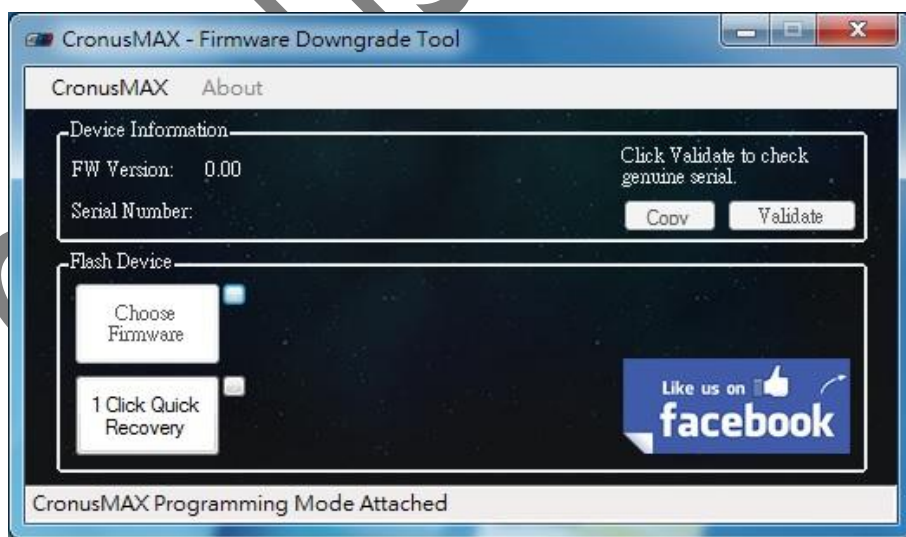 CronusMAX - Firmware Downgrade Tool
CronusMAX About
Device Information
FW Version: 0.00
Click Validate to check
genuine serial.
Serial Number:
Copy Validate
Flash Device
Choose
Firmware
1 Click Quick
Recovery
Like us on
facebook
CronusMAX Programming Mode Attached